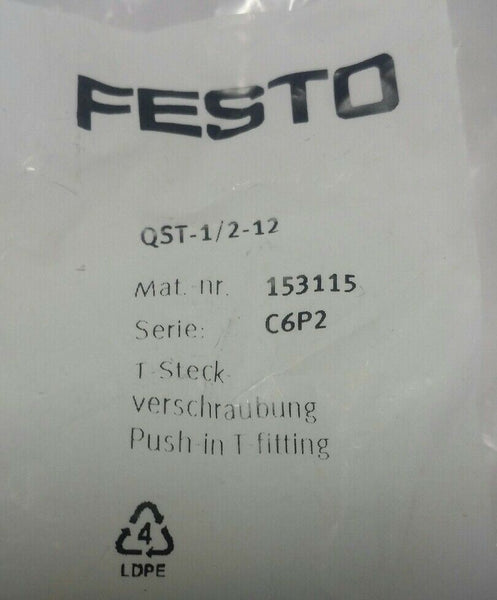 FESTO
QST-1/2-12
Mat.-nr. 153115
Serie: C6P2
T-Steck-
verschraubung
Push-in T-fitting
4
LDPE